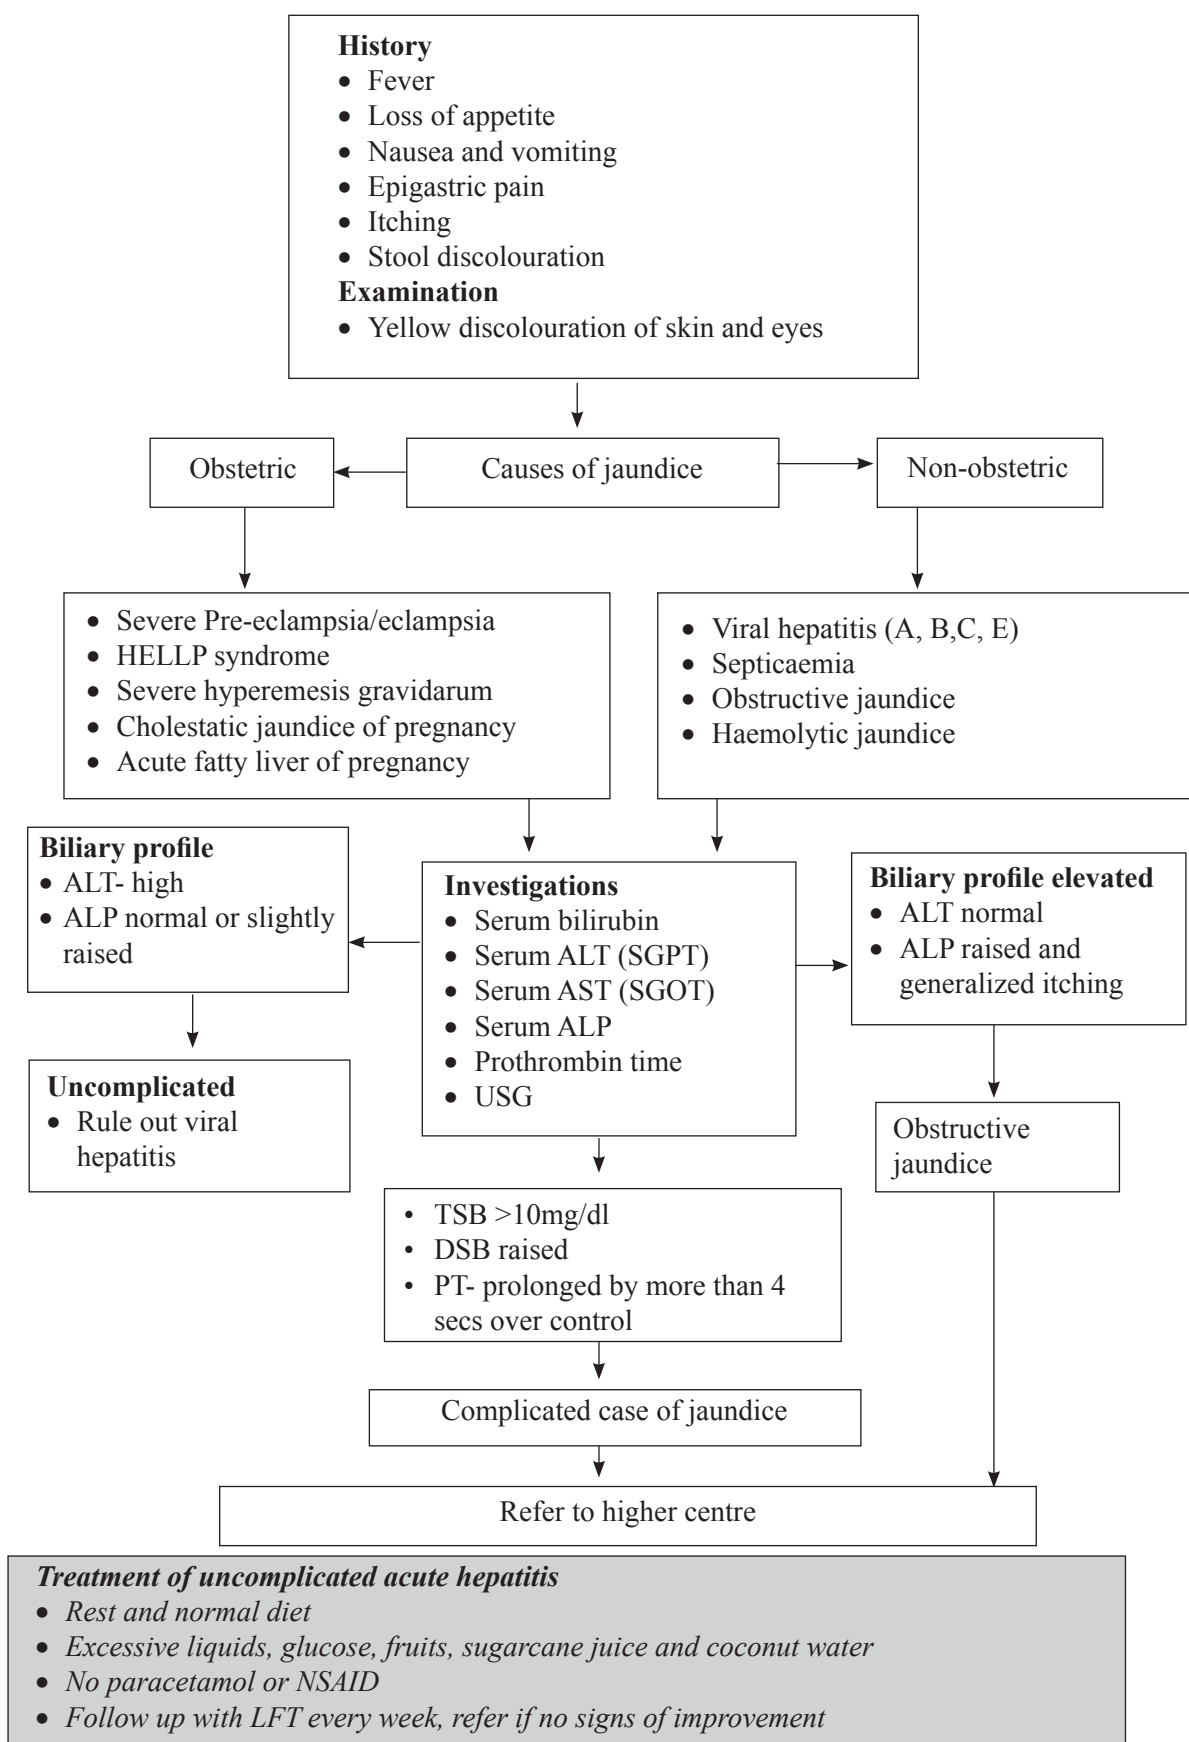 History
• Fever
• Loss of appetite
• Nausea and vomiting
• Epigastric pain
• Itching
• Stool discolouration
Examination
• Yellow discolouration of skin and eyes
Obstetric
Causes of jaundice
Non-obstetric
• Severe Pre-eclampsia/eclampsia
• HELLP syndrome
• Severe hyperemesis gravidarum
• Cholestatic jaundice of pregnancy
• Acute fatty liver of pregnancy
• Viral hepatitis (A, B,C, E)
• Septicaemia
• Obstructive jaundice
• Haemolytic jaundice
Biliary profile
• ALT- high
• ALP normal or slightly
raised
Investigations
• Serum bilirubin
• Serum ALT (SGPT)
• Serum AST (SGOT)
• Serum ALP
• Prothrombin time
• USG
Biliary profile elevated
• ALT normal
• ALP raised and
generalized itching
Uncomplicated
• Rule out viral
hepatitis
Obstructive
jaundice
• TSB >10mg/dl
• DSB raised
• PT- prolonged by more than 4
secs over control
Complicated case of jaundice
Refer to higher centre
Treatment of uncomplicated acute hepatitis
• Rest and normal diet
• Excessive liquids, glucose, fruits, sugarcane juice and coconut water
• No paracetamol or NSAID
• Follow up with LFT every week, refer if no signs of improvement